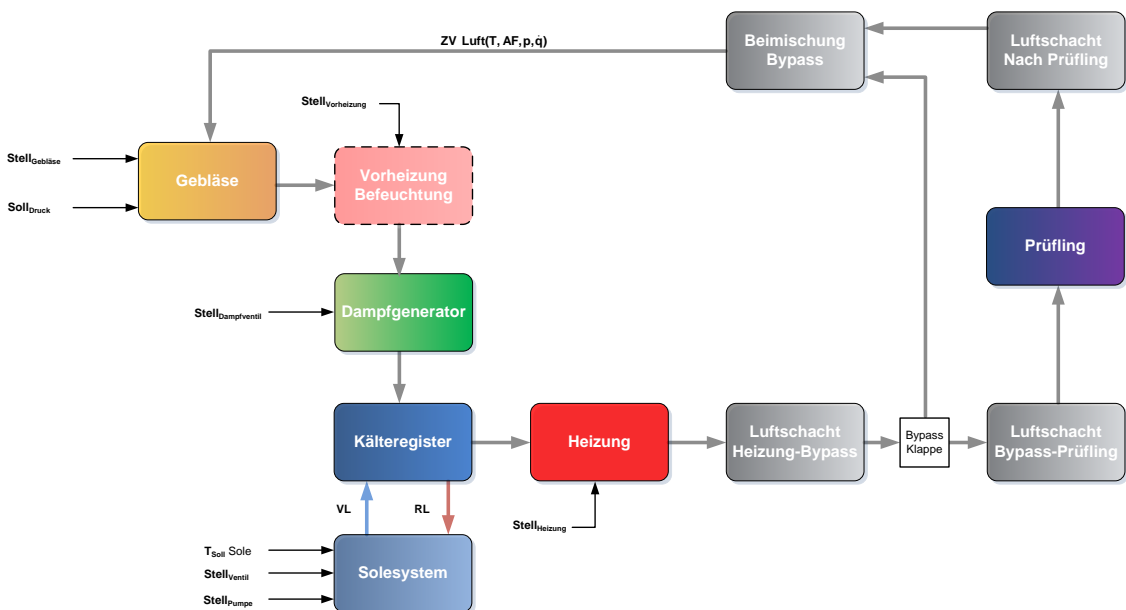 ZV Luft(T, AF,p,q̇)
Beimischung
Bypass
Luftschacht
Nach Prüfling
Stell_Vorheizung
Stell_Gebläse
Soll_Druck
Gebläse
Vorheizung
Befeuchtung
Prüfling
Stell_Dampfventil
Dampfgenerator
Kälteregister
Heizung
Luftschacht
Heizung-Bypass
Bypass
Klappe
Luftschacht
Bypass-Prüfling
VL
RL
Stell_Heizung
T_Soll Sole
Stell_Ventil
Stell_Pumpe
Solesystem